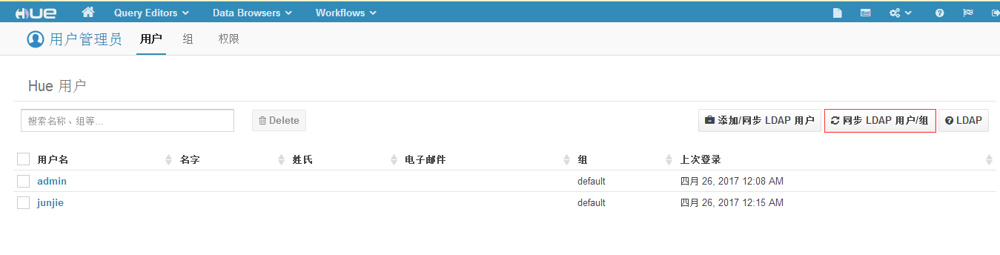 HUE Query Editors Data Browsers Workflows
用户管理员 用户 组 权限
Hue 用户
搜索名称、组等... Delete 添加/同步 LDAP 用户 同步 LDAP 用户/组 LDAP
用户名 名字 姓氏 电子邮件 组 上次登录
admin default 四月 26, 2017 12:08 AM
junjie default 四月 26, 2017 12:15 AM